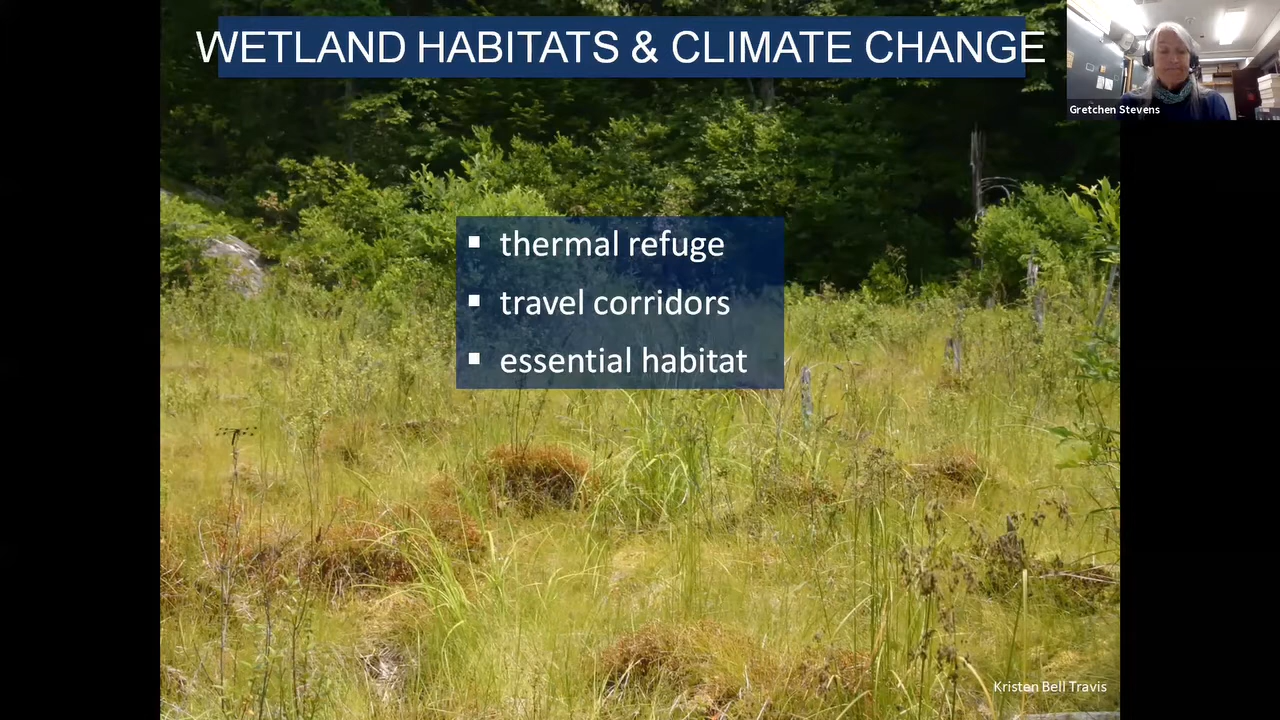 WETLAND HABITATS & CLIMATE CHANGE
Gretchen Stevens
▪ thermal refuge
▪ travel corridors
▪ essential habitat
Kristen Bell Travis